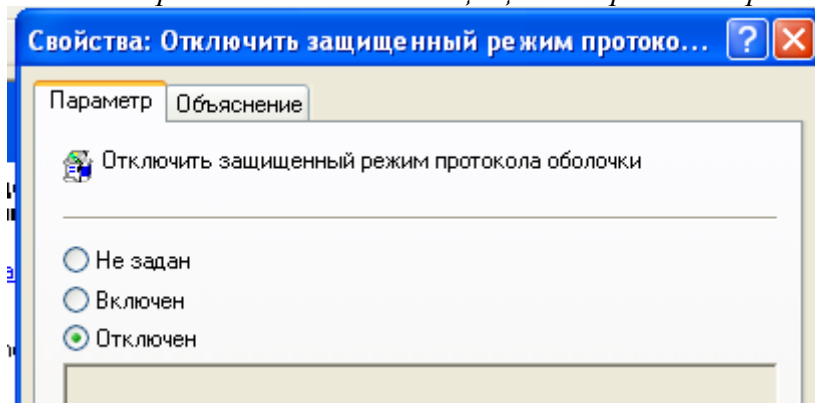 Свойства: Отключить защищенный режим протоко...
Параметр
Объяснение
Отключить защищенный режим протокола оболочки
Не задан
Включен
Отключен